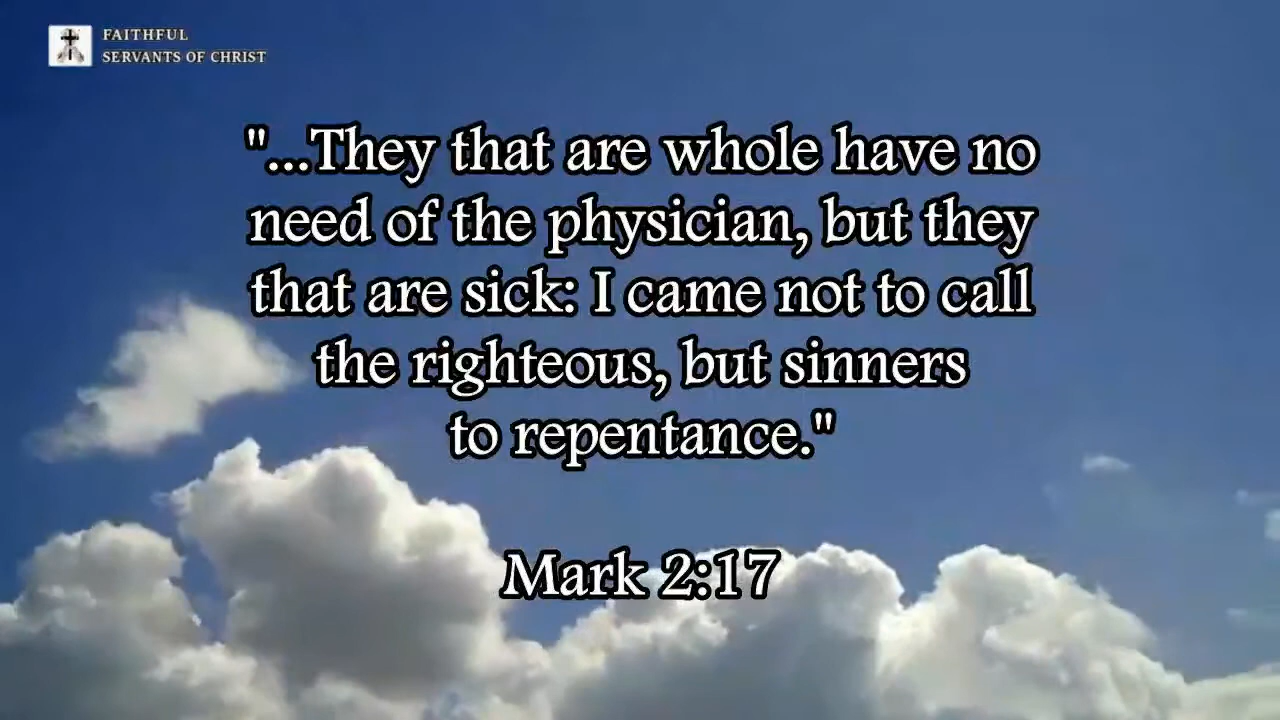 FAITHFUL
SERVANTS OF CHRIST
"...They that are whole have no
need of the physician, but they
that are sick: I came not to call
the righteous, but sinners
to repentance."
Mark 2:17